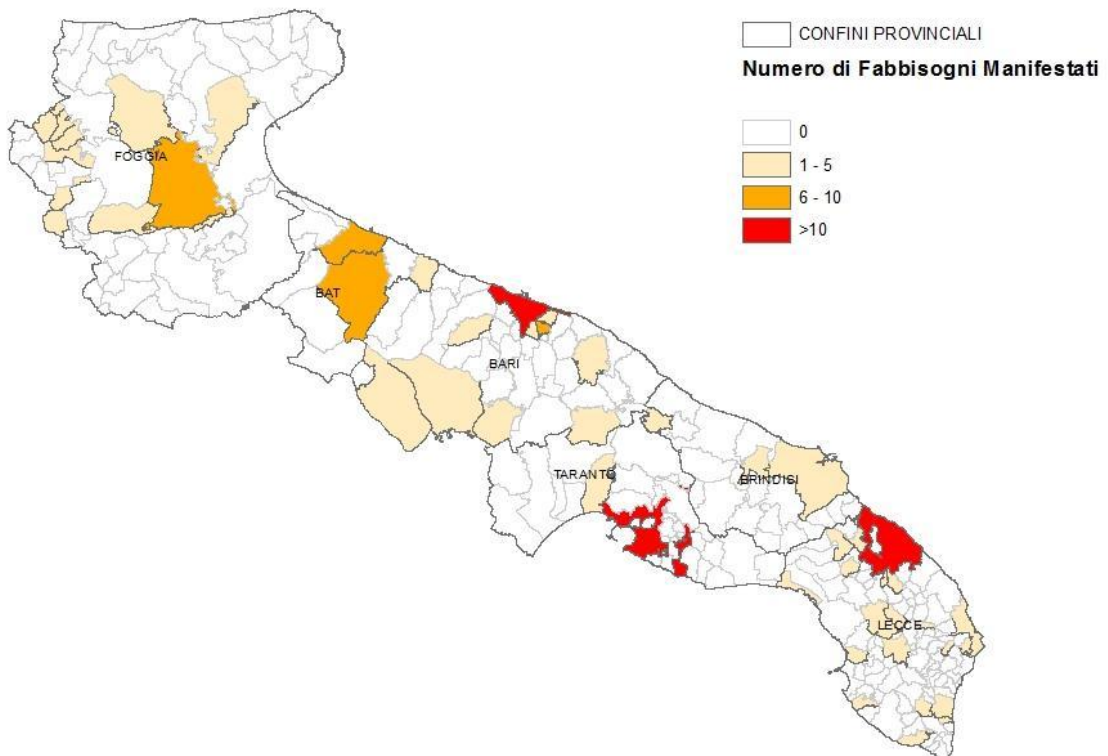 CONFINI PROVINCIALI
Numero di Fabbisogni Manifestati
0
1 - 5
6 - 10
>10
FOGGIA
BAT
BARI
TARANTO
BRINDISI
LECCE